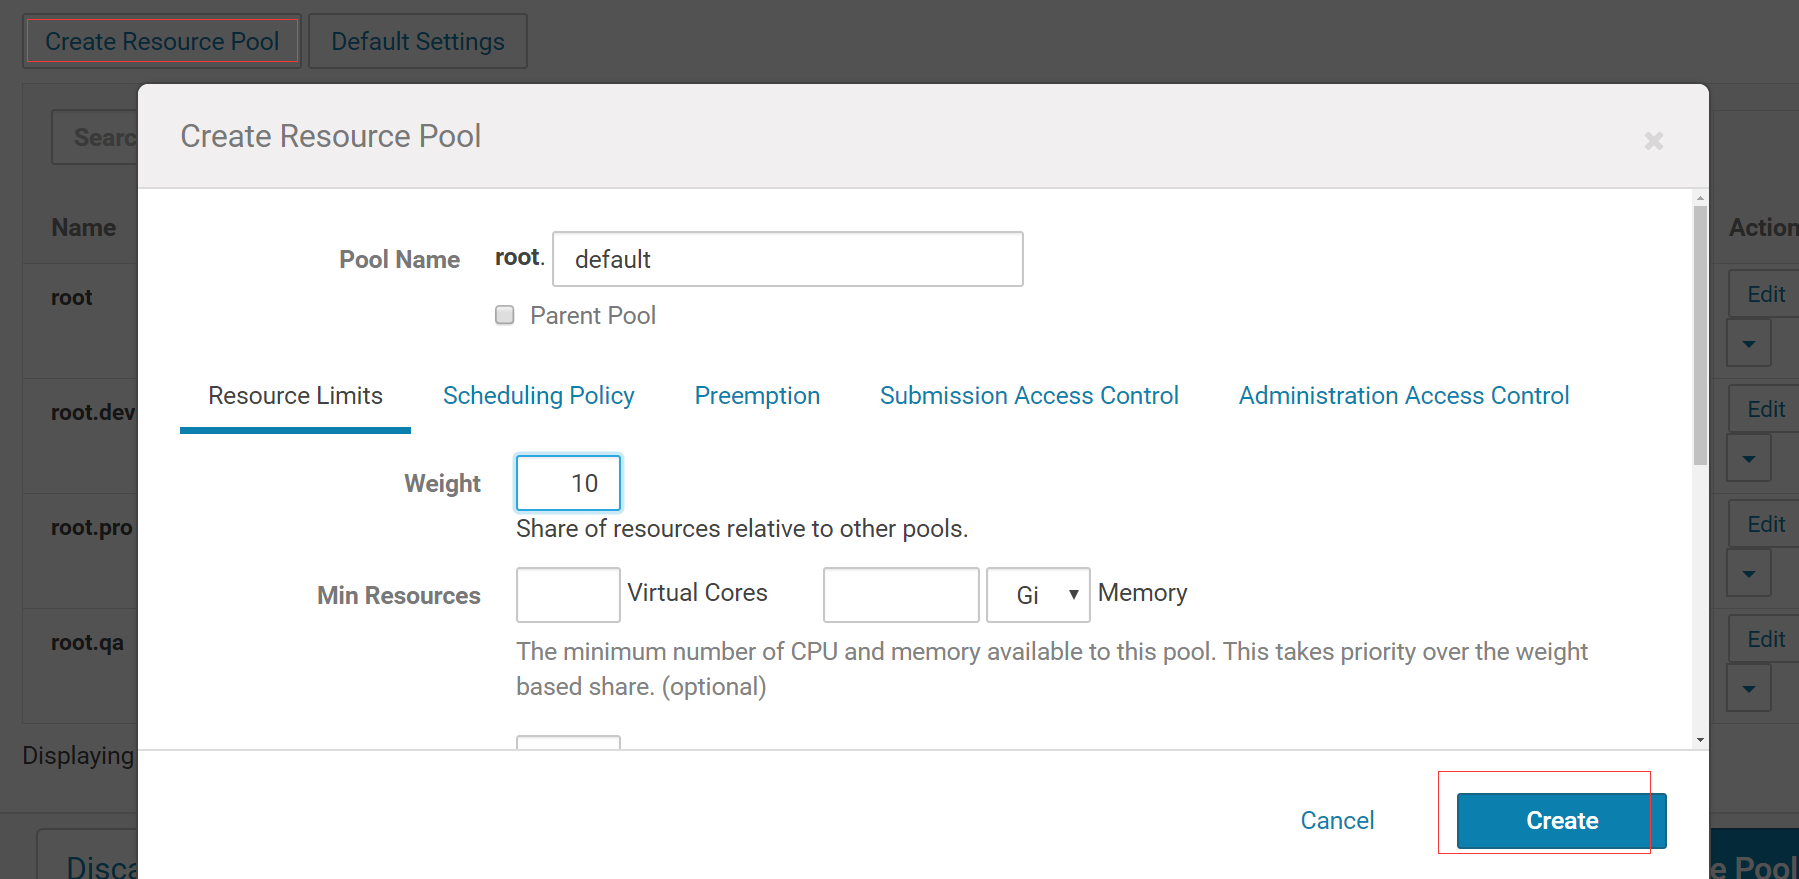 Create Resource Pool Default Settings
Create Resource Pool
Searc
Name Action
Pool Name root. default
root Edit
Parent Pool
Resource Limits Scheduling Policy Preemption Submission Access Control Administration Access Control
root.dev Edit
Weight 10
Share of resources relative to other pools.
root.pro Edit
Min Resources Virtual Cores Gi Memory
The minimum number of CPU and memory available to this pool. This takes priority over the weight
based share. (optional)
root.qa Edit
Displaying
Cancel Create
Disca e Pool